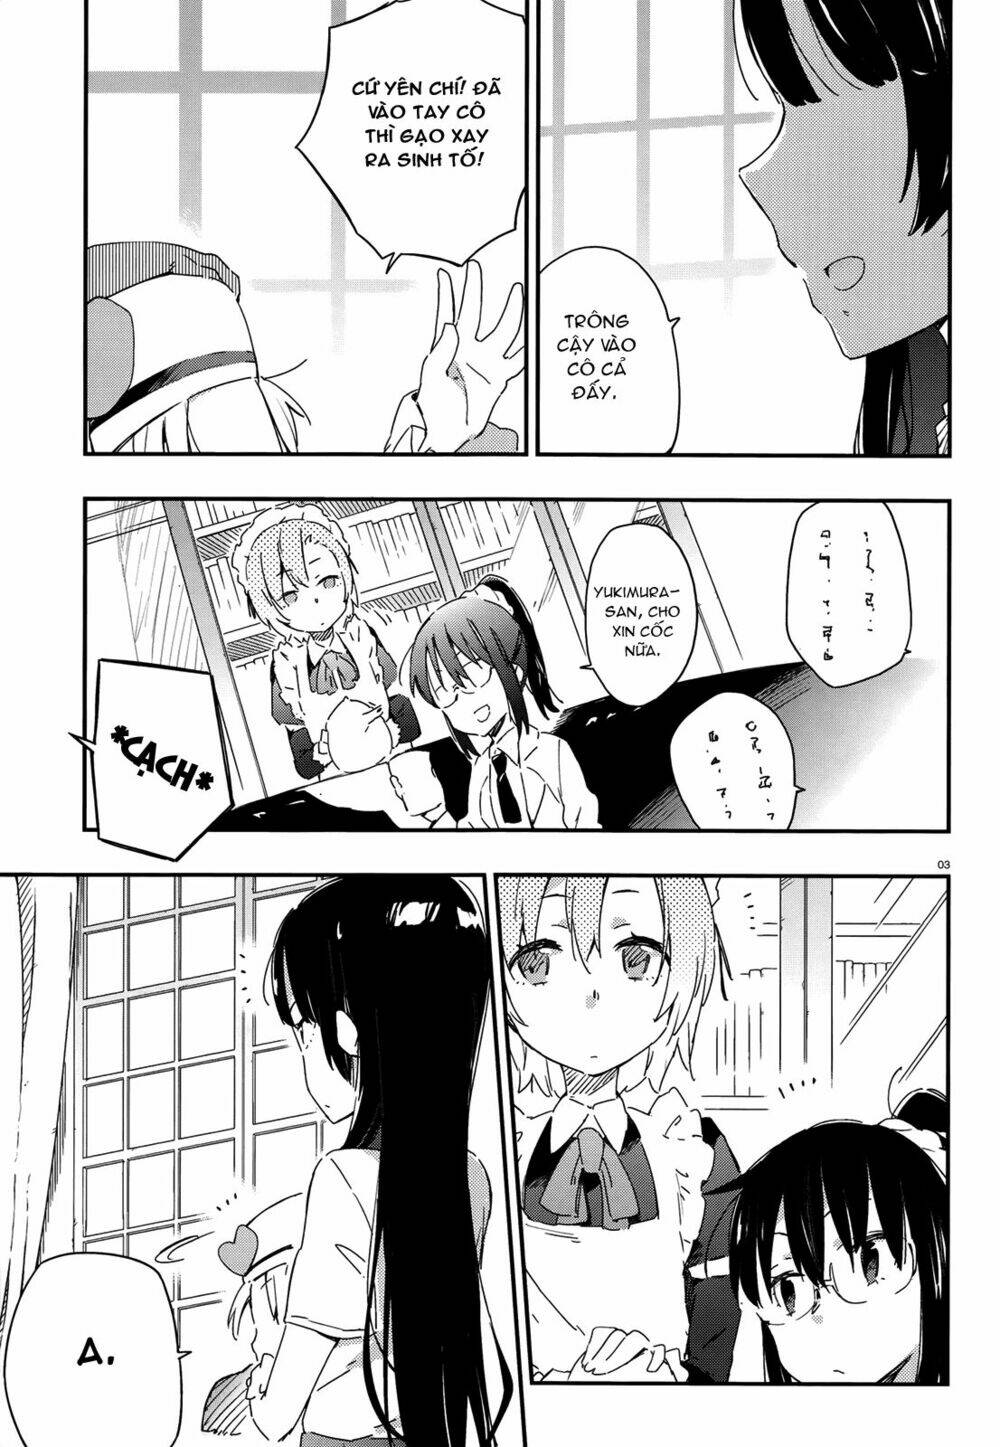 TRÔNG
CẬY VÀO
CÔ CẢ
ĐẤY.
CỨ YÊN CHÍ! ĐÃ
VÀO TAY CÔ
THÌ GẠO XAY
RA SINH TỐ!
YUKIMURA-
SAN, CHO
XIN CỐC
NỮA.
*CẠCH*
03
A.